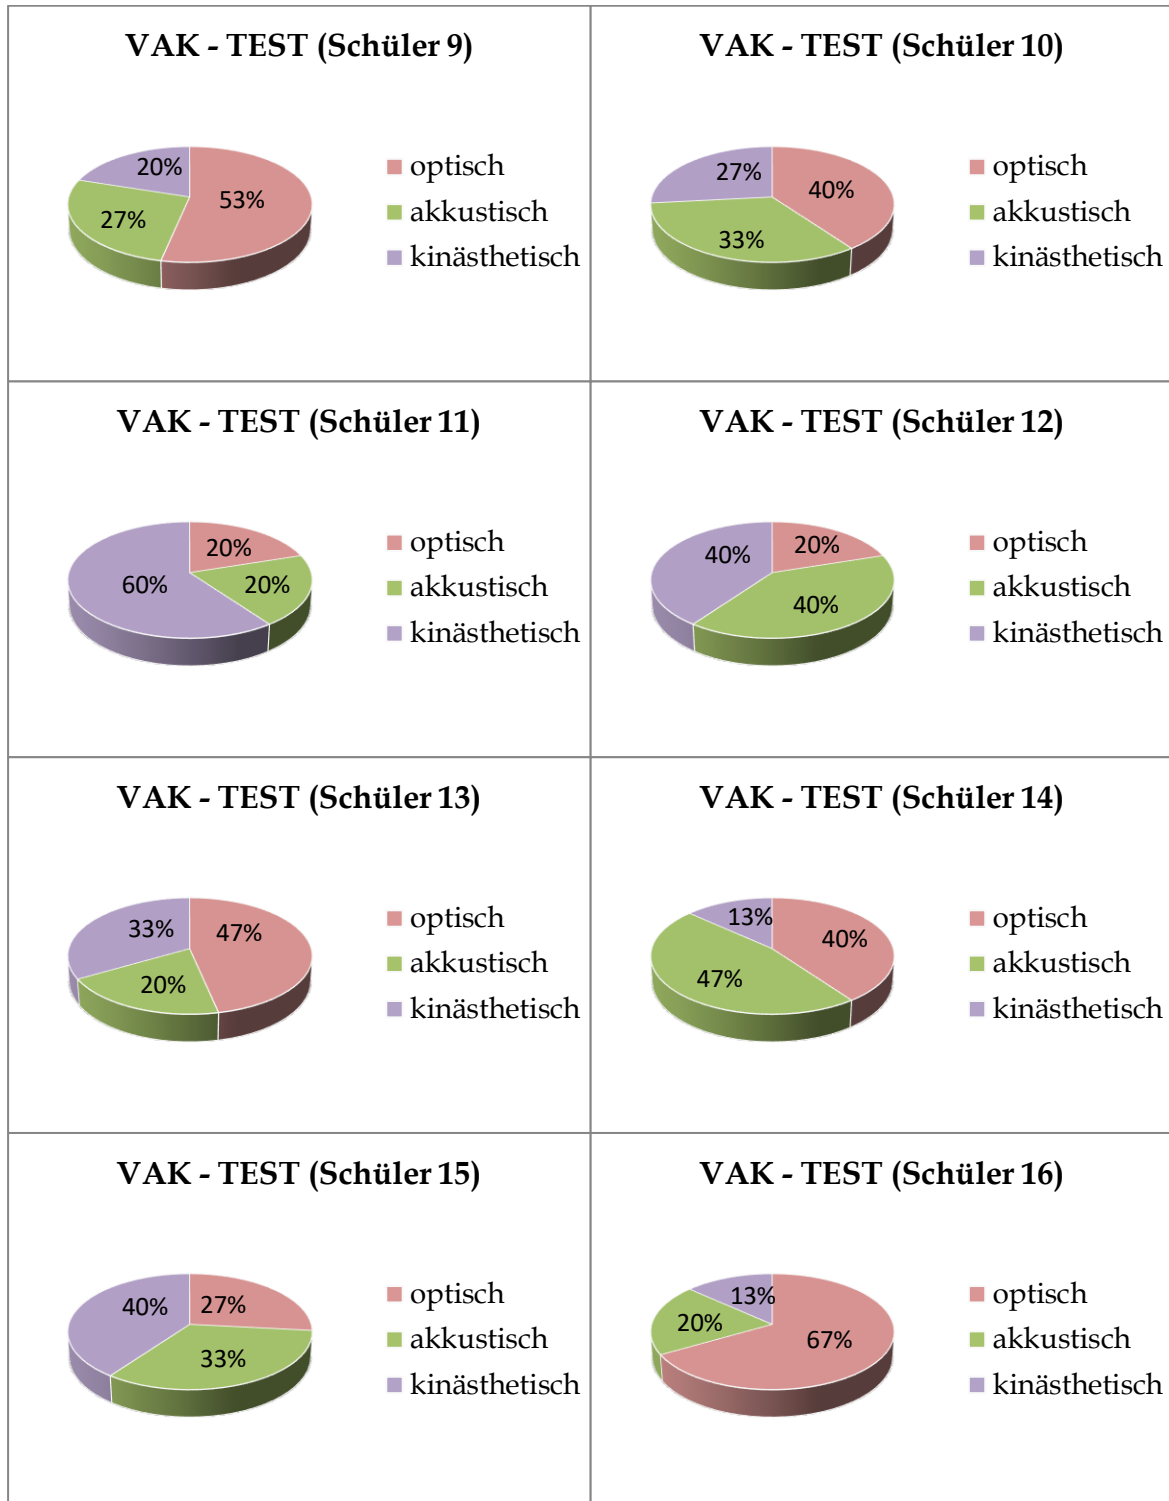 VAK - TEST (Schüler 9)
20%
53%
27%
optisch
akkustisch
kinästhetisch
VAK - TEST (Schüler 10)
27%
40%
33%
optisch
akkustisch
kinästhetisch
VAK - TEST (Schüler 11)
20%
60%
20%
optisch
akkustisch
kinästhetisch
VAK - TEST (Schüler 12)
40%
20%
40%
optisch
akkustisch
kinästhetisch
VAK - TEST (Schüler 13)
33%
47%
20%
optisch
akkustisch
kinästhetisch
VAK - TEST (Schüler 14)
13%
40%
47%
optisch
akkustisch
kinästhetisch
VAK - TEST (Schüler 15)
40%
27%
33%
optisch
akkustisch
kinästhetisch
VAK - TEST (Schüler 16)
13%
20%
67%
optisch
akkustisch
kinästhetisch